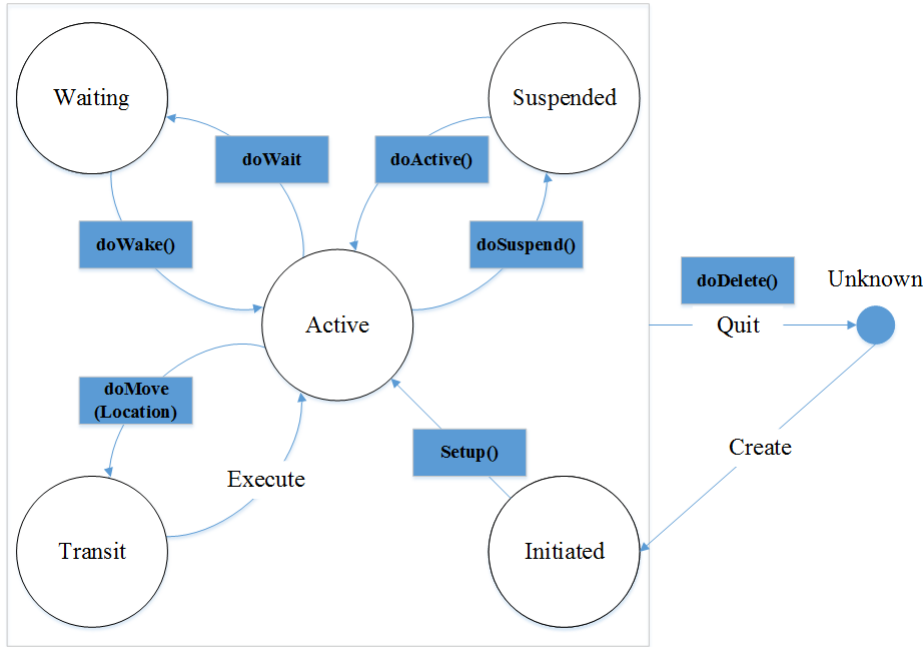 Waiting
Suspended
doWait
doActive()
doWake()
doSuspend()
doDelete()
Unknown
Active
Quit
doMove
(Location)
Setup()
Create
Execute
Transit
Initiated